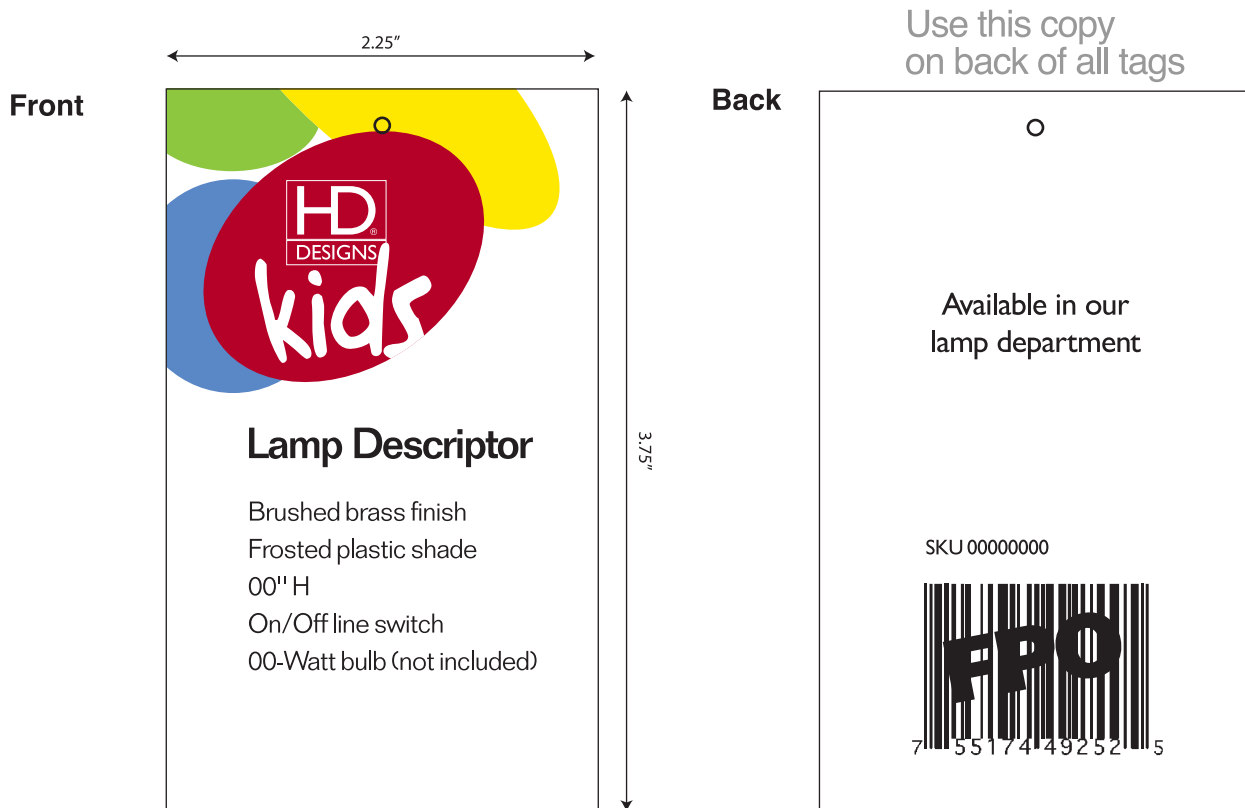 Use this copy
on back of all tags
2.25"
Front
Back
HD®
DESIGNS
kids
Available in our
lamp department
3.75"
Lamp Descriptor
Brushed brass finish
Frosted plastic shade
00" H
On/Off line switch
00-Watt bulb (not included)
SKU 00000000
FPO
7 55174 49252 5